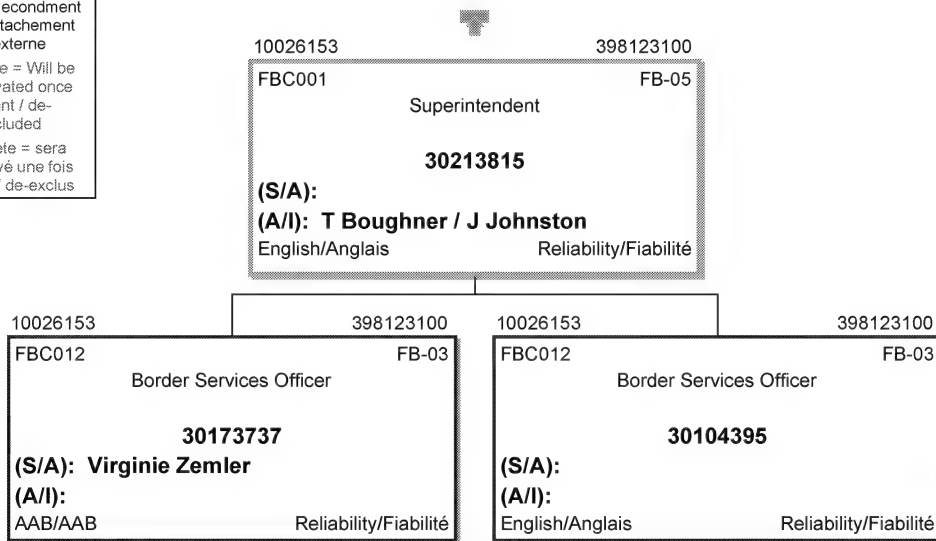 econdment
tachement
xterne
e = Will be
ated once
nt / de-
cluded
ete = sera
vé une fois
de-exclus
10026153 398123100
FBC001 FB-05
Superintendent
30213815
(S/A):
(A/I): T Boughner / J Johnston
English/Anglais Reliability/Fiabilité
10026153 398123100
FBC012 FB-03
Border Services Officer
30173737
(S/A): Virginie Zemler
(A/I):
AAB/AAB Reliability/Fiabilité
10026153 398123100
FBC012 FB-03
Border Services Officer
30104395
(S/A):
(A/I):
English/Anglais Reliability/Fiabilité